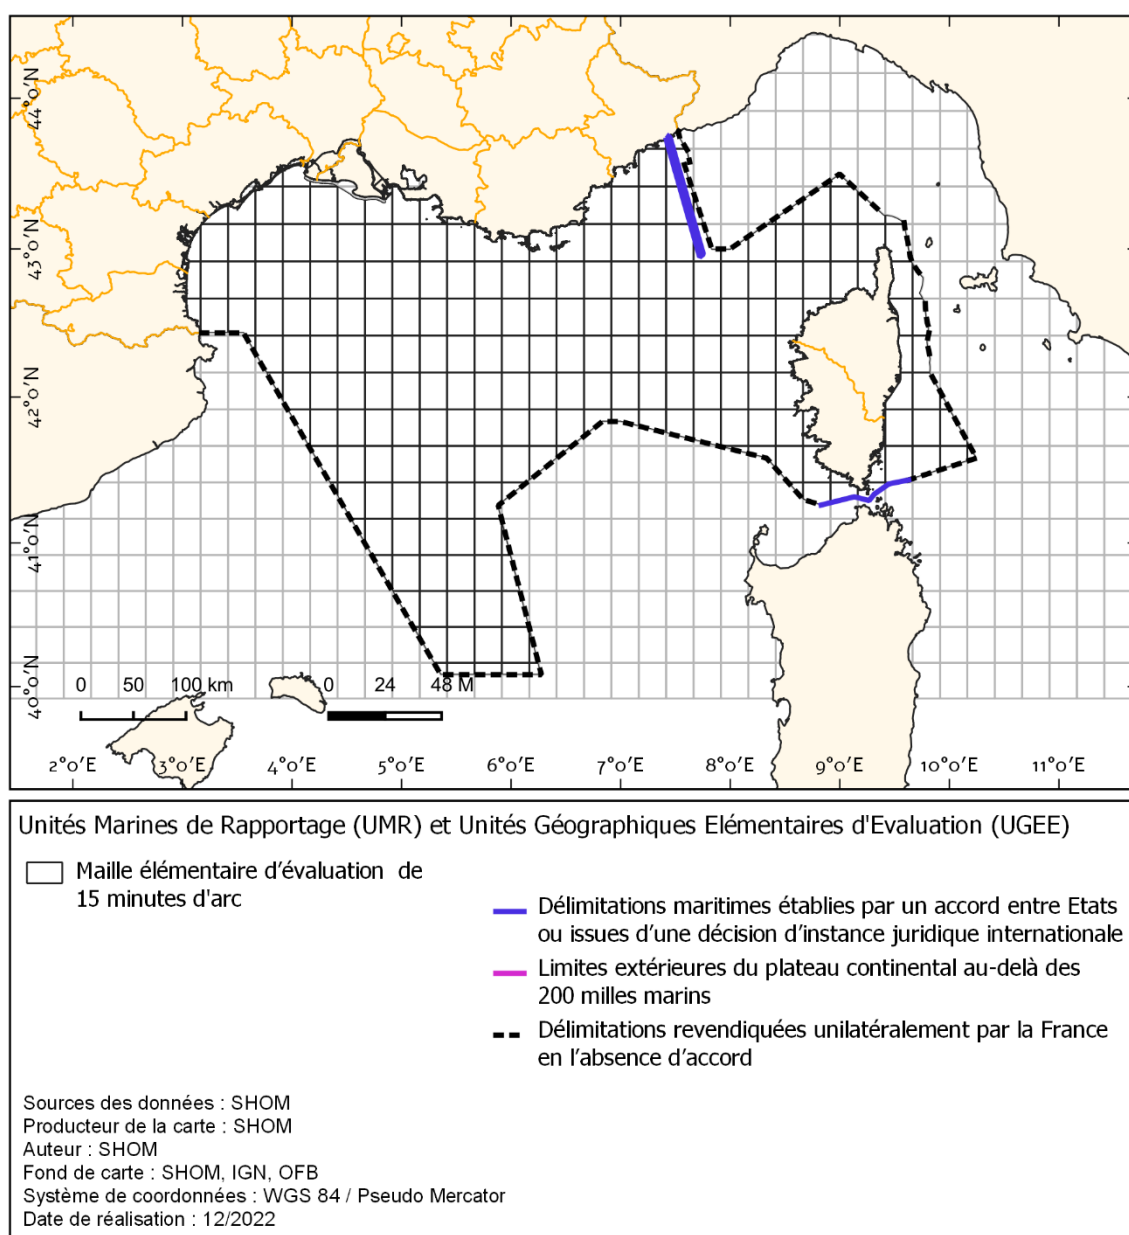 44°0'N
43°0'N
42°0'N
41°0'N
40°0'N
0 50 100 km
0 24 48 M
2°0'E 3°0'E 4°0'E 5°0'E 6°0'E 7°0'E 8°0'E 9°0'E 10°0'E 11°0'E
Unités Marines de Rapportage (UMR) et Unités Géographiques Elémentaires d'Evaluation (UGEE)
Maille élémentaire d'évaluation de
15 minutes d'arc
Délimitations maritimes établies par un accord entre Etats
ou issues d'une décision d'instance juridique internationale
Limites extérieures du plateau continental au-delà des
200 milles marins
Délimitations revendiquées unilatéralement par la France
en l'absence d'accord
Sources des données : SHOM
Producteur de la carte : SHOM
Auteur : SHOM
Fond de carte : SHOM, IGN, OFB
Système de coordonnées : WGS 84 / Pseudo Mercator
Date de réalisation : 12/2022